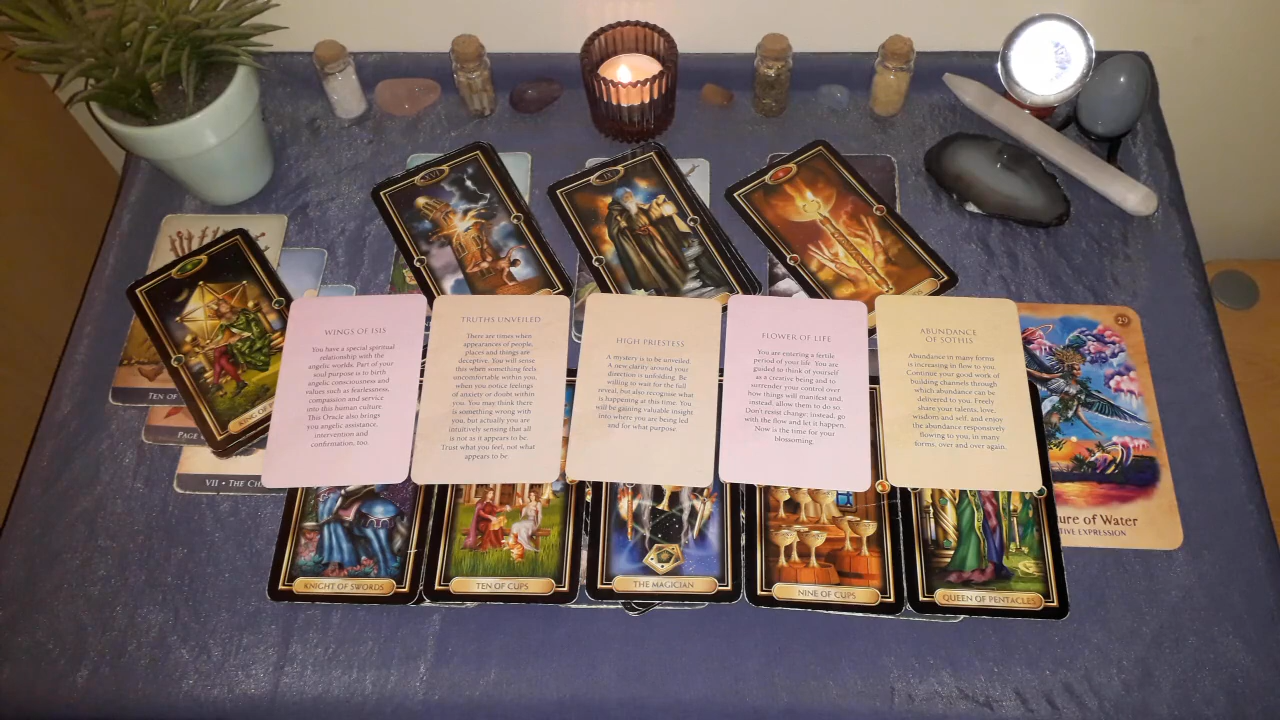 XVI
IX
TEN OF
PAGE
VII • THE CH
KING OF
WINGS OF ISIS
You have a special spiritual
relationship with the
angelic worlds. Part of your
soul purpose is to birth
angelic consciousness and
values such as fearlessness,
compassion and service
into this human culture.
This Oracle also brings
you angelic assistance,
intervention and
confirmation, too.
TRUTHS UNVEILED
There are times when
appearances of people,
places and things are
deceptive. You will sense
this when something feels
uncomfortable within you,
when you notice feelings
of anxiety or doubt within
you. You may think there
is something wrong with
you, but actually you are
intuitively sensing that all
is not as it appears to be.
Trust what you feel, not what
appears to be.
HIGH PRIESTESS
A mystery is to be unveiled.
A new clarity around your
direction is unfolding. Be
willing to wait for the full
reveal, but also recognise what
is happening at this time. You
will be gaining valuable insight
into where you are being led
and for what purpose.
FLOWER OF LIFE
You are entering a fertile
period of your life. You are
guided to think of yourself
as a creative being and to
surrender your control over
how things will manifest and,
instead, allow them to do so.
Don't resist change; instead, go
with the flow and let it happen.
Now is the time for your
blossoming.
ABUNDANCE
OF SOTHIS
Abundance in many forms
is increasing in flow to you.
Continue your good work of
building channels through
which abundance can be
delivered to you. Freely
share your talents, love,
wisdom and self, and enjoy
the abundance responsively
flowing to you, in many
forms, over and over again.
29
ture of Water
TIVE EXPRESSION
KNIGHT OF SWORDS
TEN OF CUPS
THE MAGICIAN
NINE OF CUPS
QUEEN OF PENTACLES